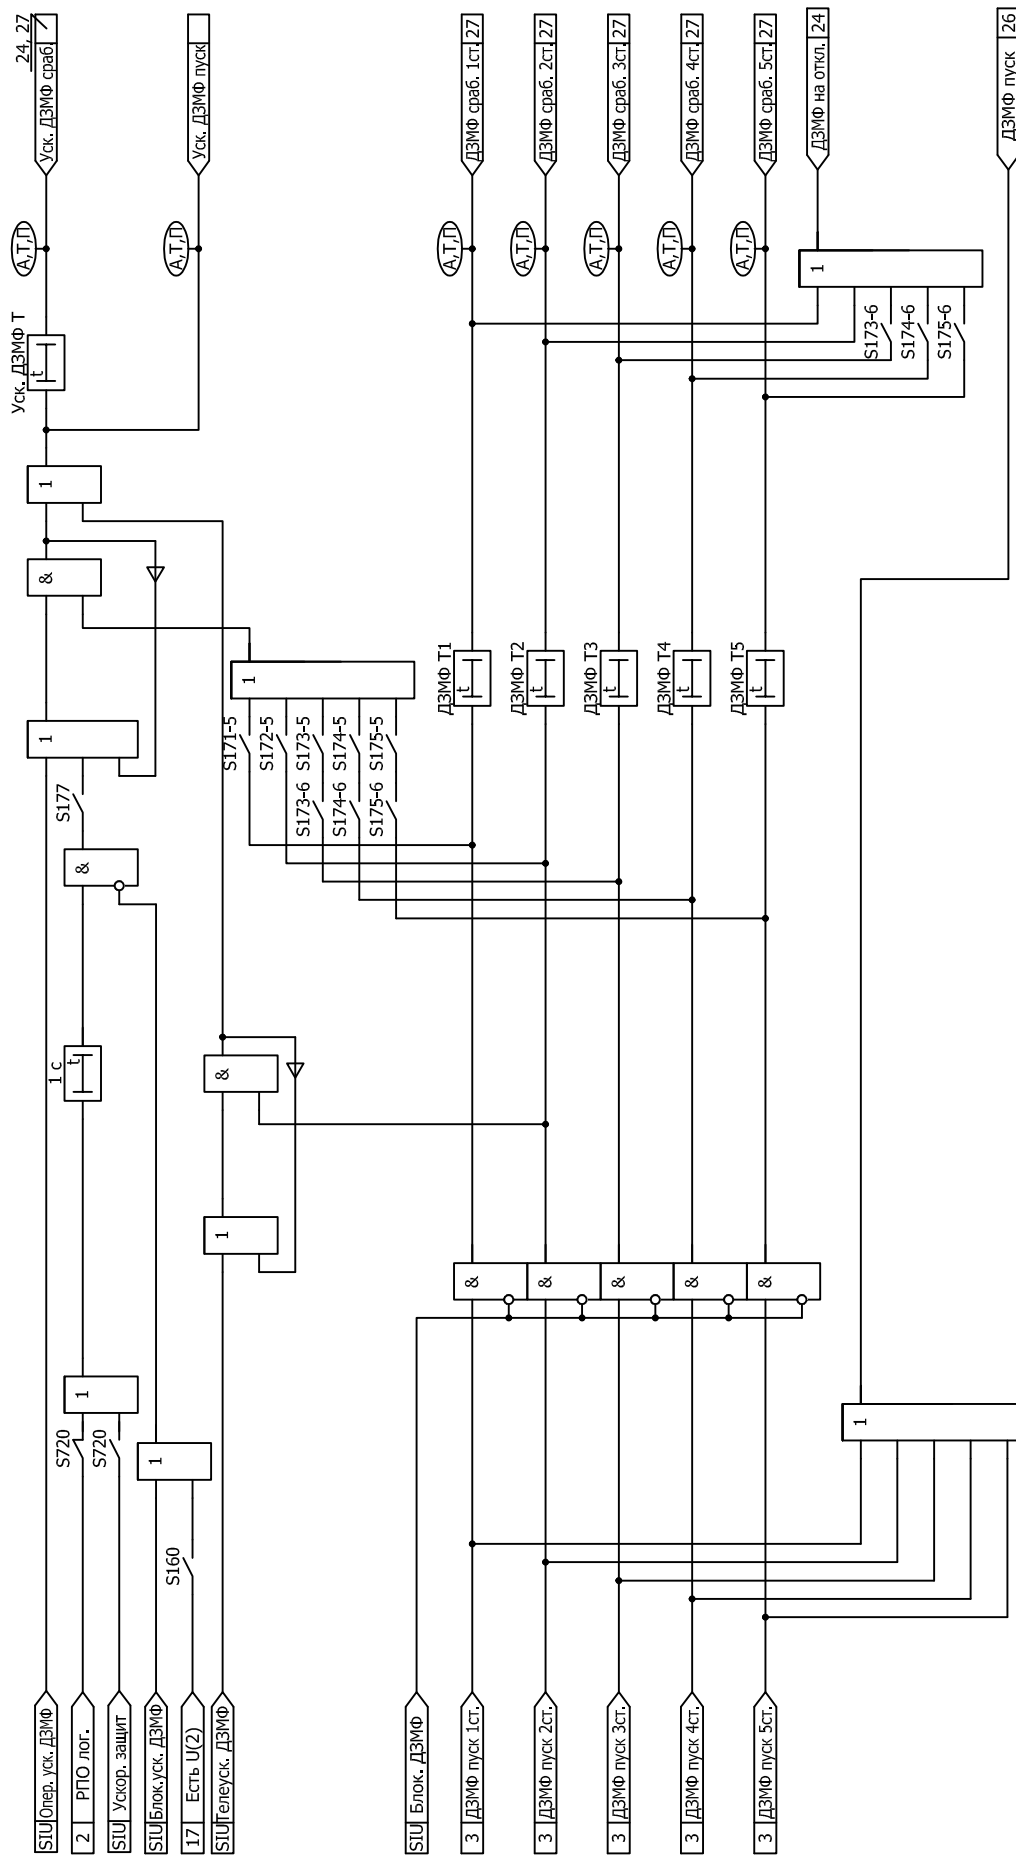 SIU Опер. уск. ДЗМФ
2 РПО лог.
SIU Ускор. защит
SIU Блок.уск. ДЗМФ
17 Есть U(2)
SIU Телеуск. ДЗМФ
SIU Блок. ДЗМФ
3 ДЗМФ пуск 1ст.
3 ДЗМФ пуск 2ст.
3 ДЗМФ пуск 3ст.
3 ДЗМФ пуск 4ст.
3 ДЗМФ пуск 5ст.
S720
S720
S160
1
1
1
1
&
&
&
&
&
1 с
t
&
&
S177
1
&
1
S173-6
S174-6
S175-6
S171-5
S172-5
S173-5
S174-5
S175-5
1
ДЗМФ Т1
t
ДЗМФ Т2
t
ДЗМФ Т3
t
ДЗМФ Т4
t
ДЗМФ Т5
t
Уск. ДЗМФ Т
t
S173-6
S174-6
S175-6
1
А,Т,П
А,Т,П
А,Т,П
А,Т,П
А,Т,П
А,Т,П
А,Т,П
24, 27
Уск. ДЗМФ сраб
Уск. ДЗМФ пуск
ДЗМФ сраб. 1ст. 27
ДЗМФ сраб. 2ст. 27
ДЗМФ сраб. 3ст. 27
ДЗМФ сраб. 4ст. 27
ДЗМФ сраб. 5ст. 27
ДЗМФ на откл. 24
ДЗМФ пуск 26